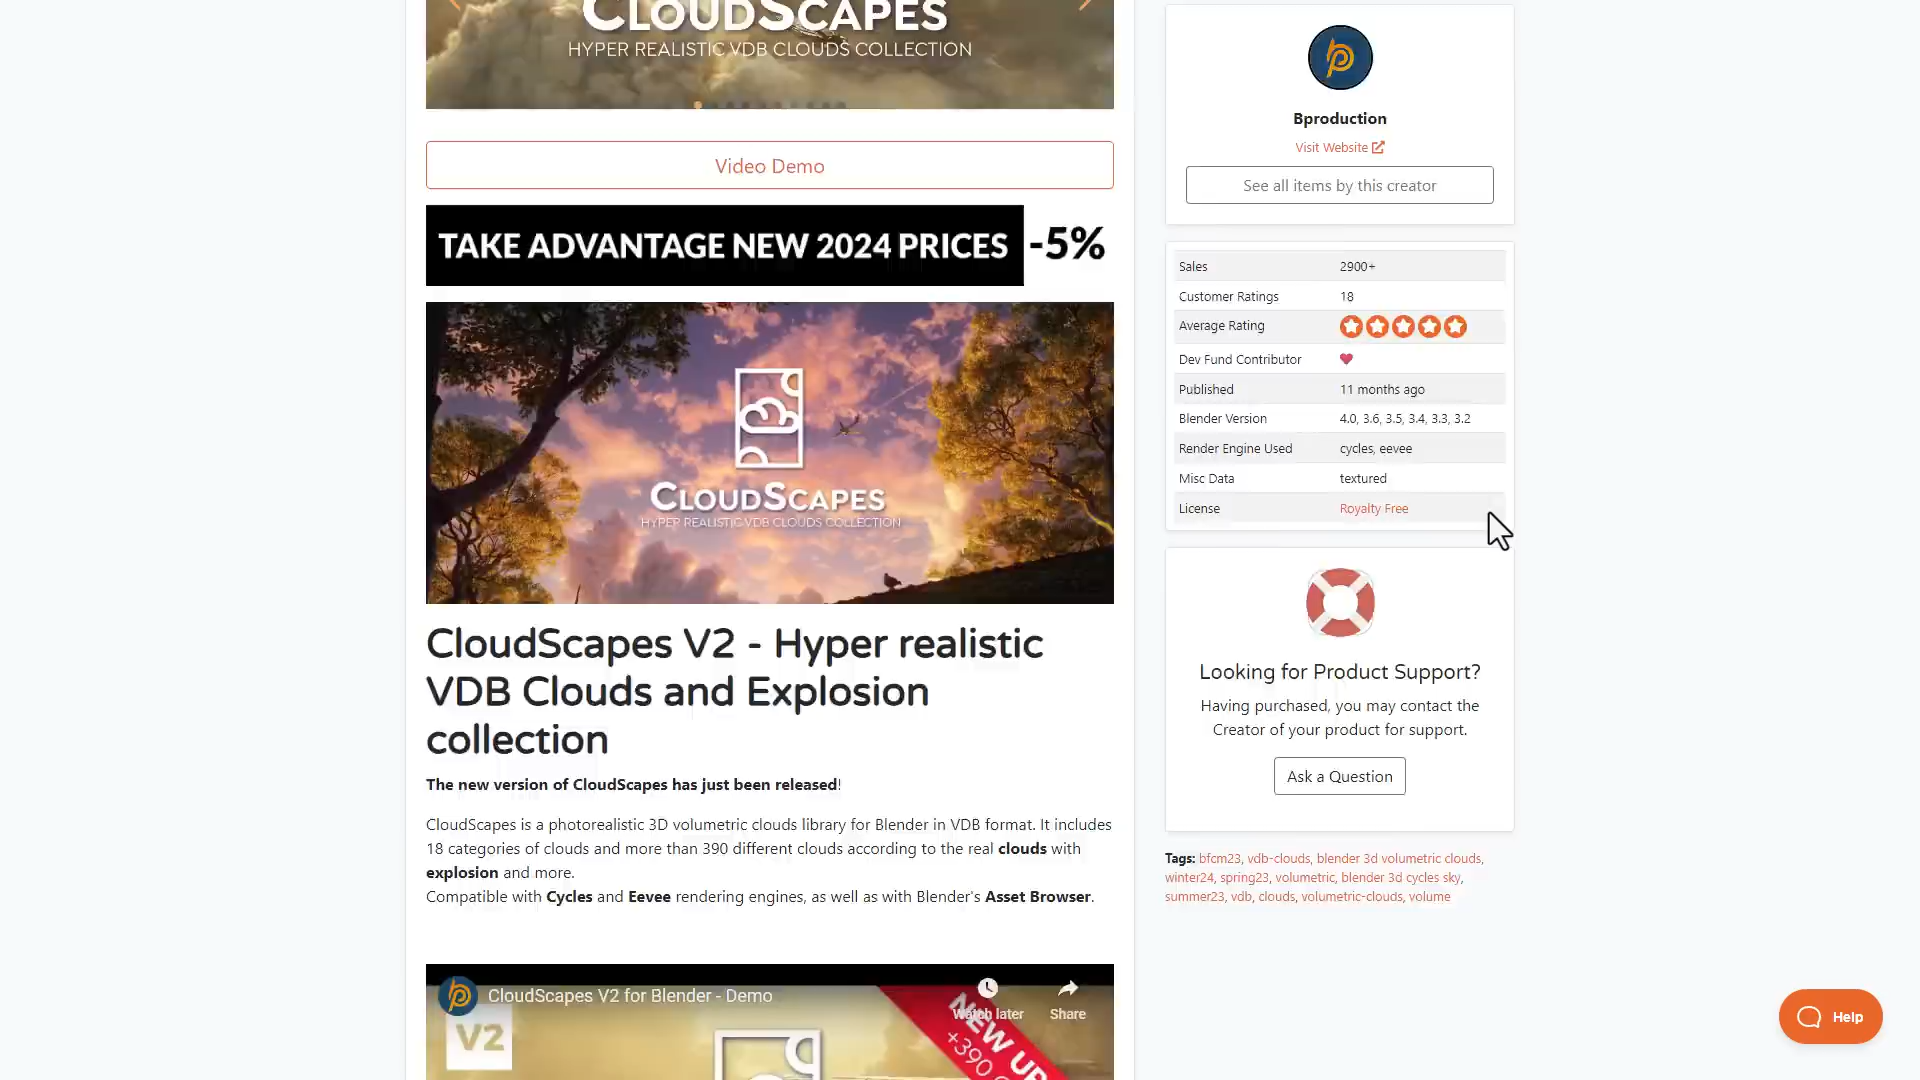 CLOUDSCAPES
HYPER REALISTIC VDB CLOUDS COLLECTION
Video Demo
TAKE ADVANTAGE NEW 2024 PRICES -5%
CLOUDSCAPES
HYPER REALISTIC VDB CLOUDS COLLECTION
CloudScapes V2 - Hyper realistic
VDB Clouds and Explosion
collection
The new version of CloudScapes has just been released!
CloudScapes is a photorealistic 3D volumetric clouds library for Blender in VDB format. It includes
18 categories of clouds and more than 390 different clouds according to the real clouds with
explosion and more.
Compatible with Cycles and Eevee rendering engines, as well as with Blender's Asset Browser.
CloudScapes V2 for Blender - Demo
Watch later
Share
V2
NEW
+390
Bproduction
Visit Website
See all items by this creator
Sales 2900+
Customer Ratings 18
Average Rating
Dev Fund Contributor
Published 11 months ago
Blender Version 4.0, 3.6, 3.5, 3.4, 3.3, 3.2
Render Engine Used cycles, eevee
Misc Data textured
License Royalty Free
Looking for Product Support?
Having purchased, you may contact the
Creator of your product for support.
Ask a Question
Tags: bfcm23, vdb-clouds, blender 3d volumetric clouds,
winter24, spring23, volumetric, blender 3d cycles sky,
summer23, vdb, clouds, volumetric-clouds, volume
Help